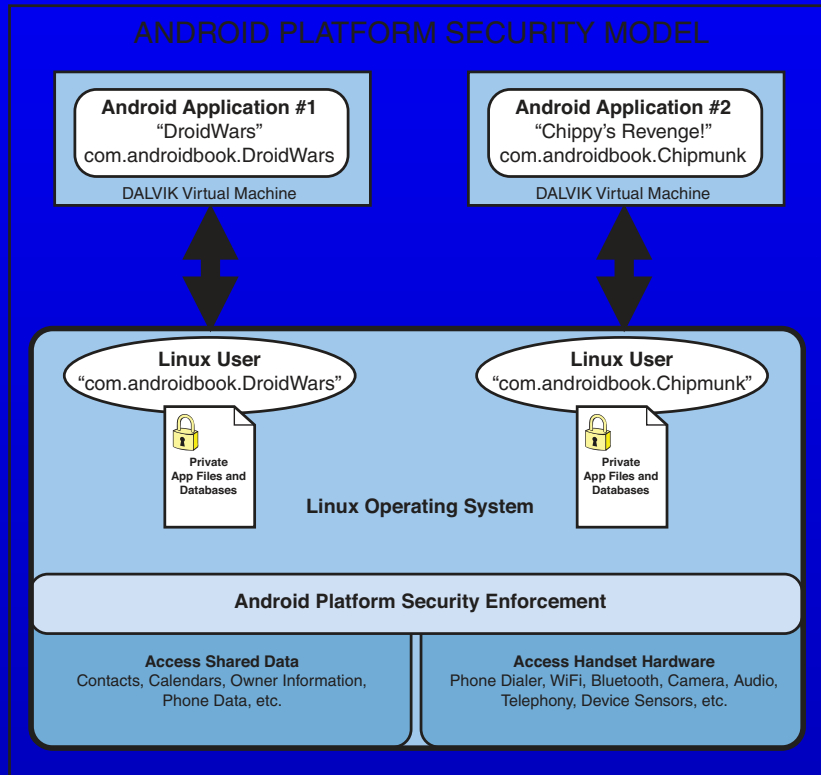 ANDROID PLATFORM SECURITY MODEL
Android Application #1
“DroidWars”
com.androidbook.DroidWars
DALVIK Virtual Machine
Android Application #2
“Chippy’s Revenge!”
com.androidbook.Chipmunk
DALVIK Virtual Machine
Linux User
“com.androidbook.DroidWars”
Private
App Files and
Databases
Linux User
“com.androidbook.Chipmunk”
Private
App Files and
Databases
Linux Operating System
Android Platform Security Enforcement
Access Shared Data
Contacts, Calendars, Owner Information,
Phone Data, etc.
Access Handset Hardware
Phone Dialer, WiFi, Bluetooth, Camera, Audio,
Telephony, Device Sensors, etc.